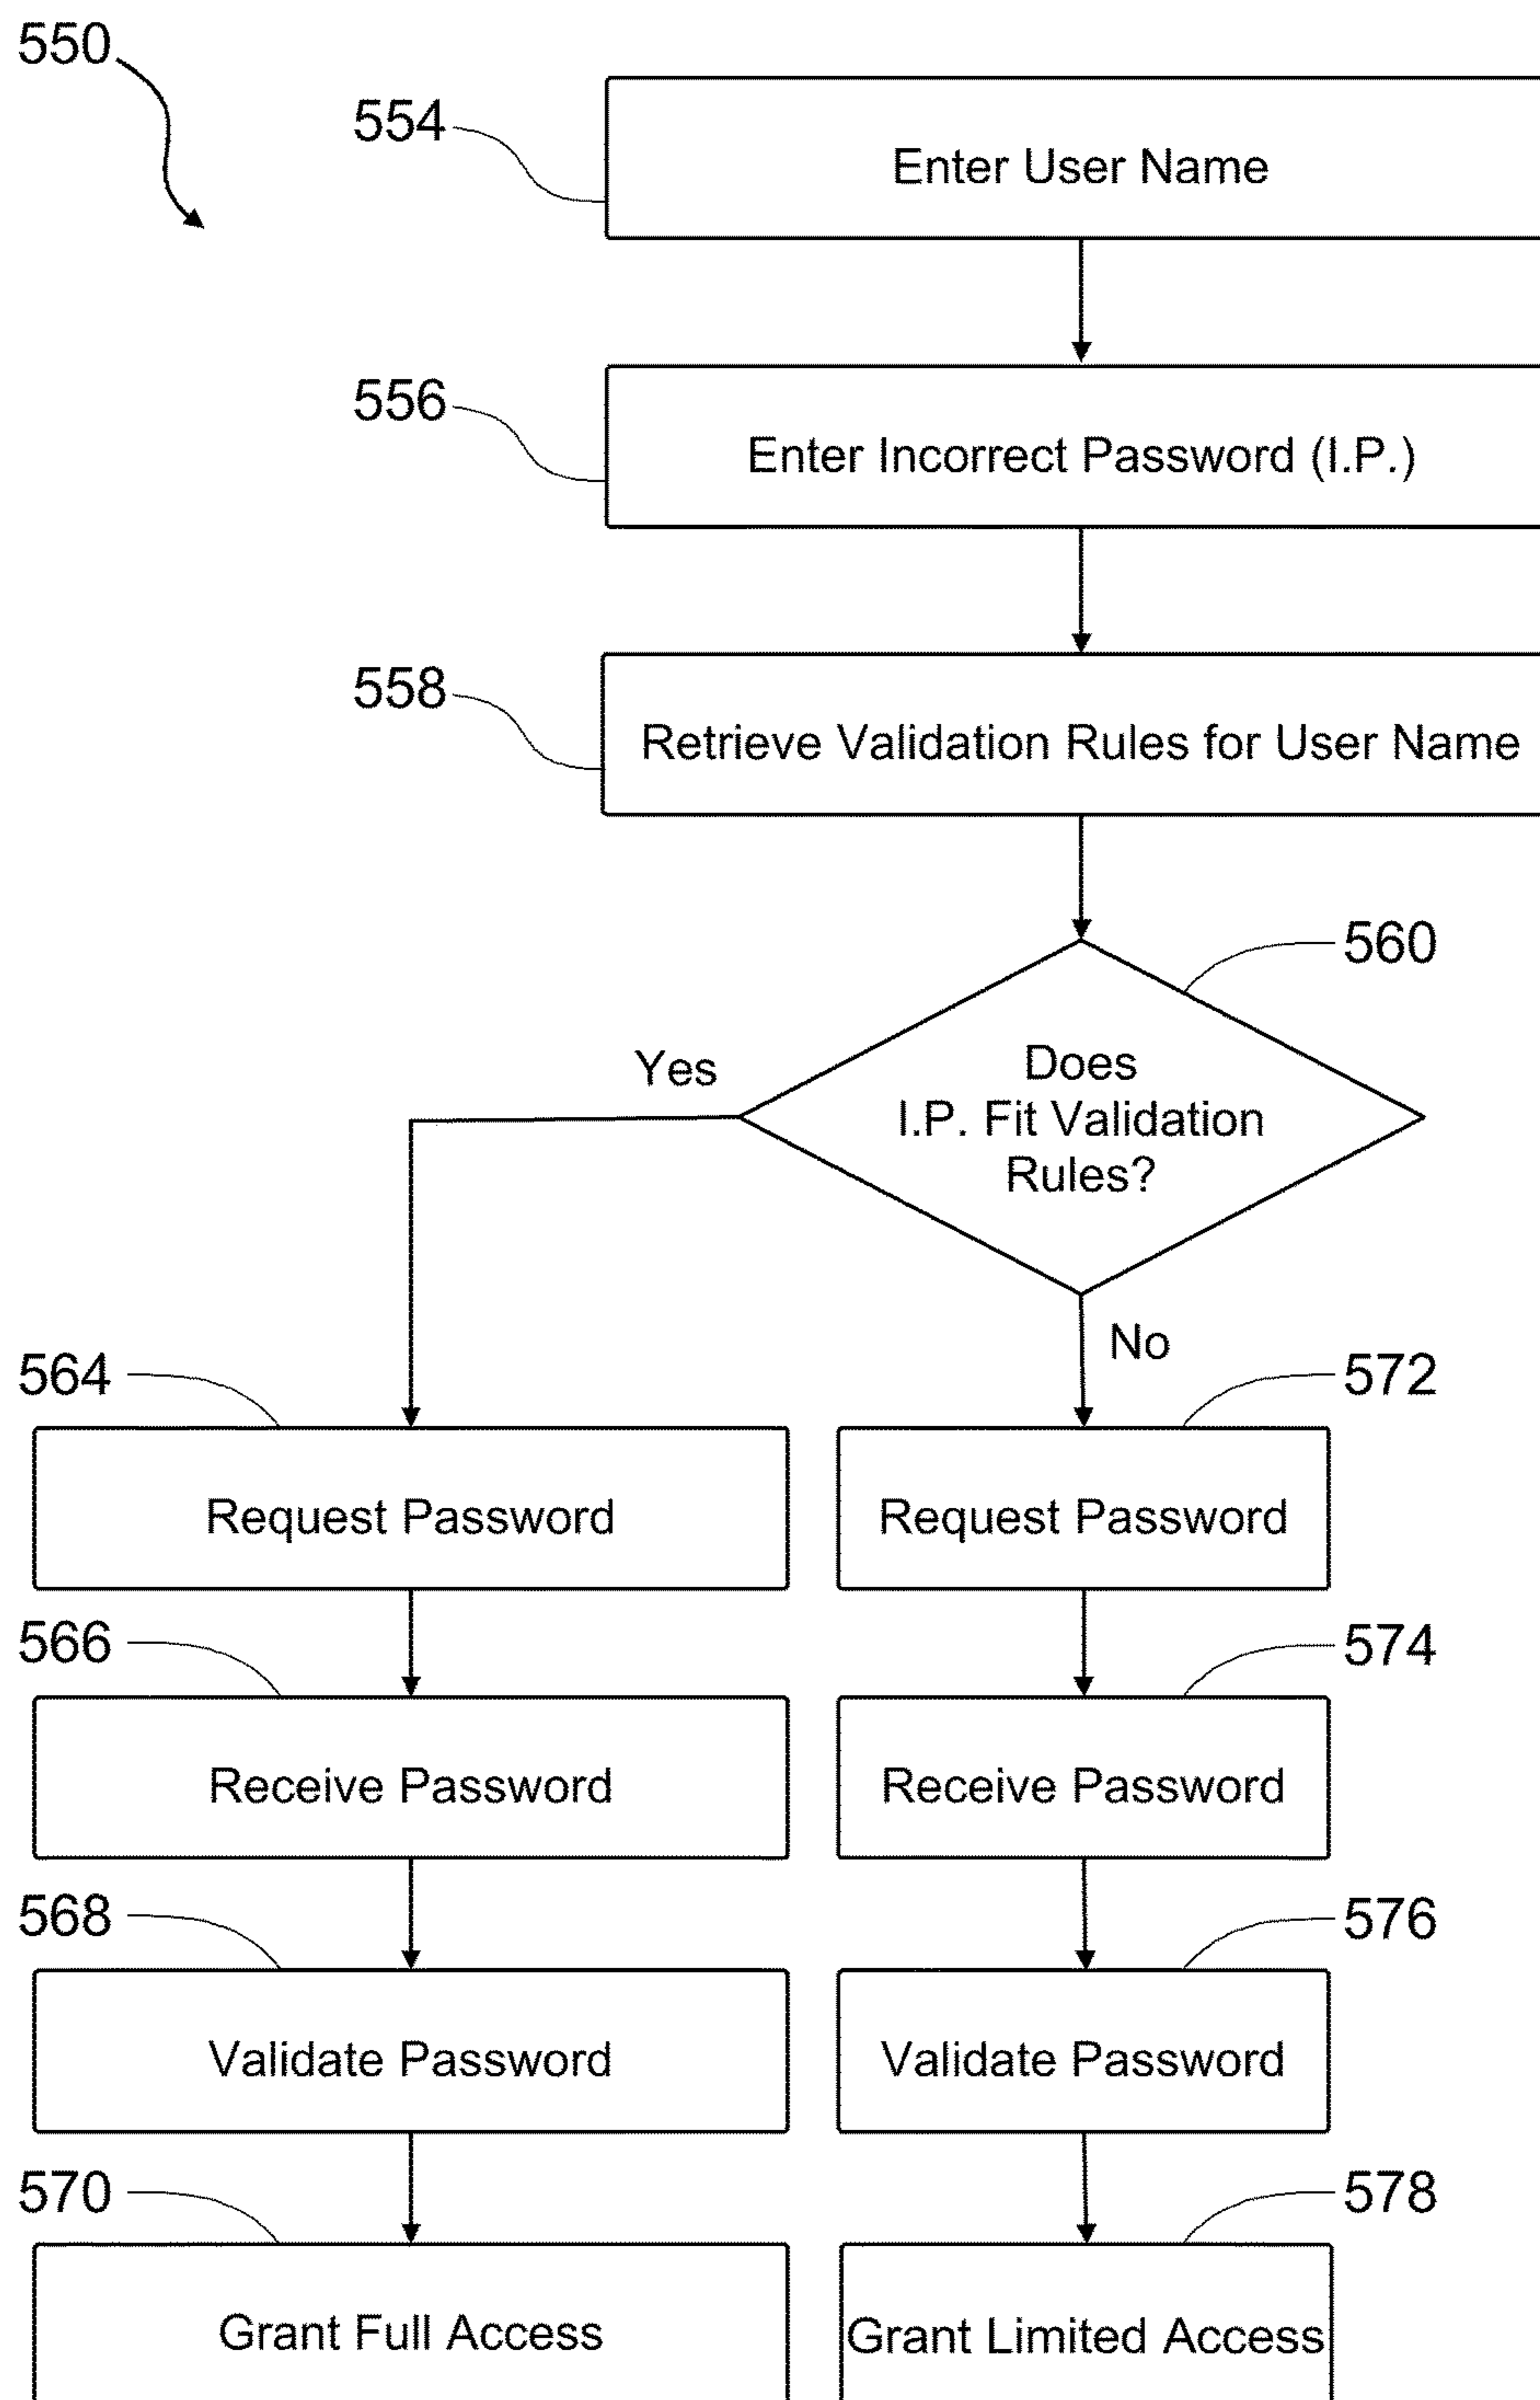 550
554
Enter User Name
556
Enter Incorrect Password (I.P.)
558
Retrieve Validation Rules for User Name
560
Does
I.P. Fit Validation
Rules?
Yes
No
564
572
Request Password
Request Password
566
574
Receive Password
Receive Password
568
576
Validate Password
Validate Password
570
578
Grant Full Access
Grant Limited Access